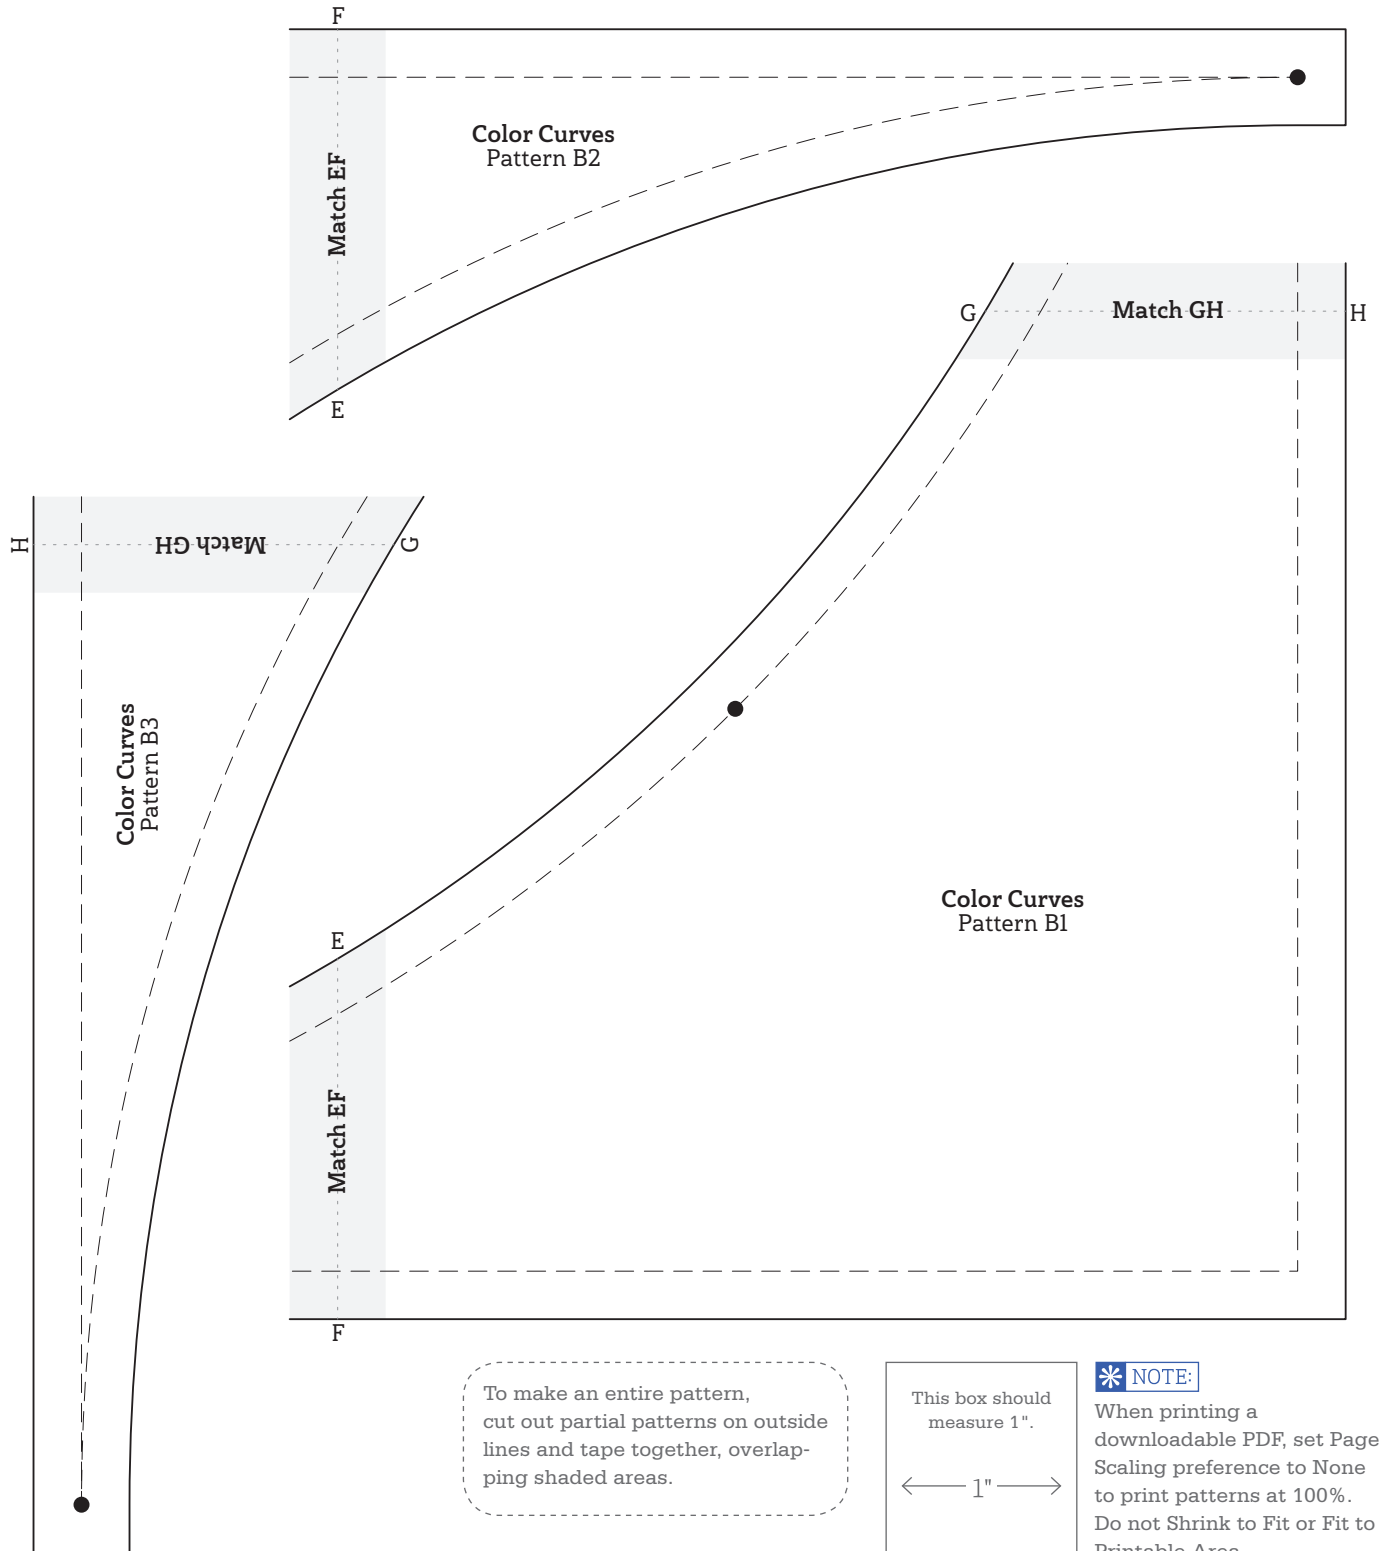 F
Color Curves
Pattern B2
Match EF
E
G
Match GH
H
H
Match GH
G
Color Curves
Pattern B3
Color Curves
Pattern B1
E
Match EF
F
To make an entire pattern,
cut out partial patterns on outside
lines and tape together, overlap-
ping shaded areas.
This box should
measure 1".
1"
NOTE:
When printing a
downloadable PDF, set Page
Scaling preference to None
to print patterns at 100%.
Do not Shrink to Fit or Fit to
Printable Area.